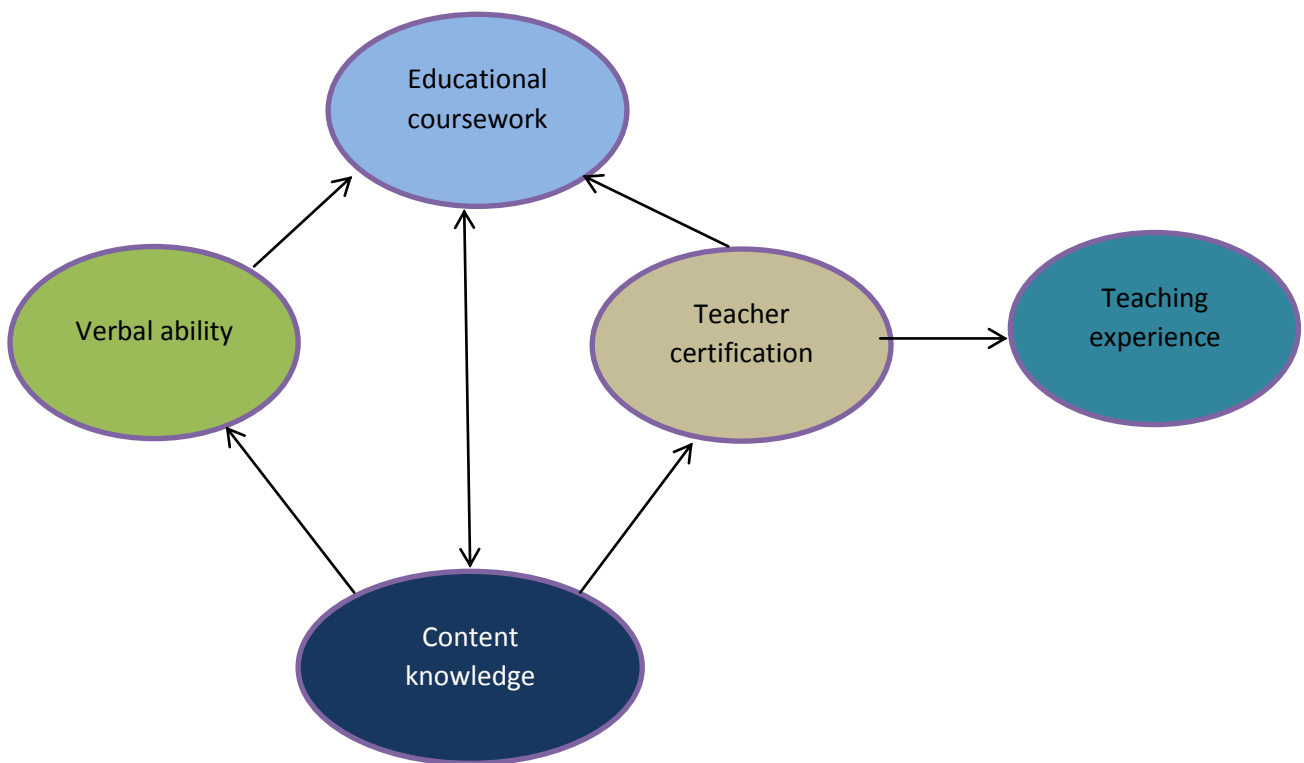 Educational
coursework
Verbal ability
Teacher
certification
Teaching
experience
Content
knowledge